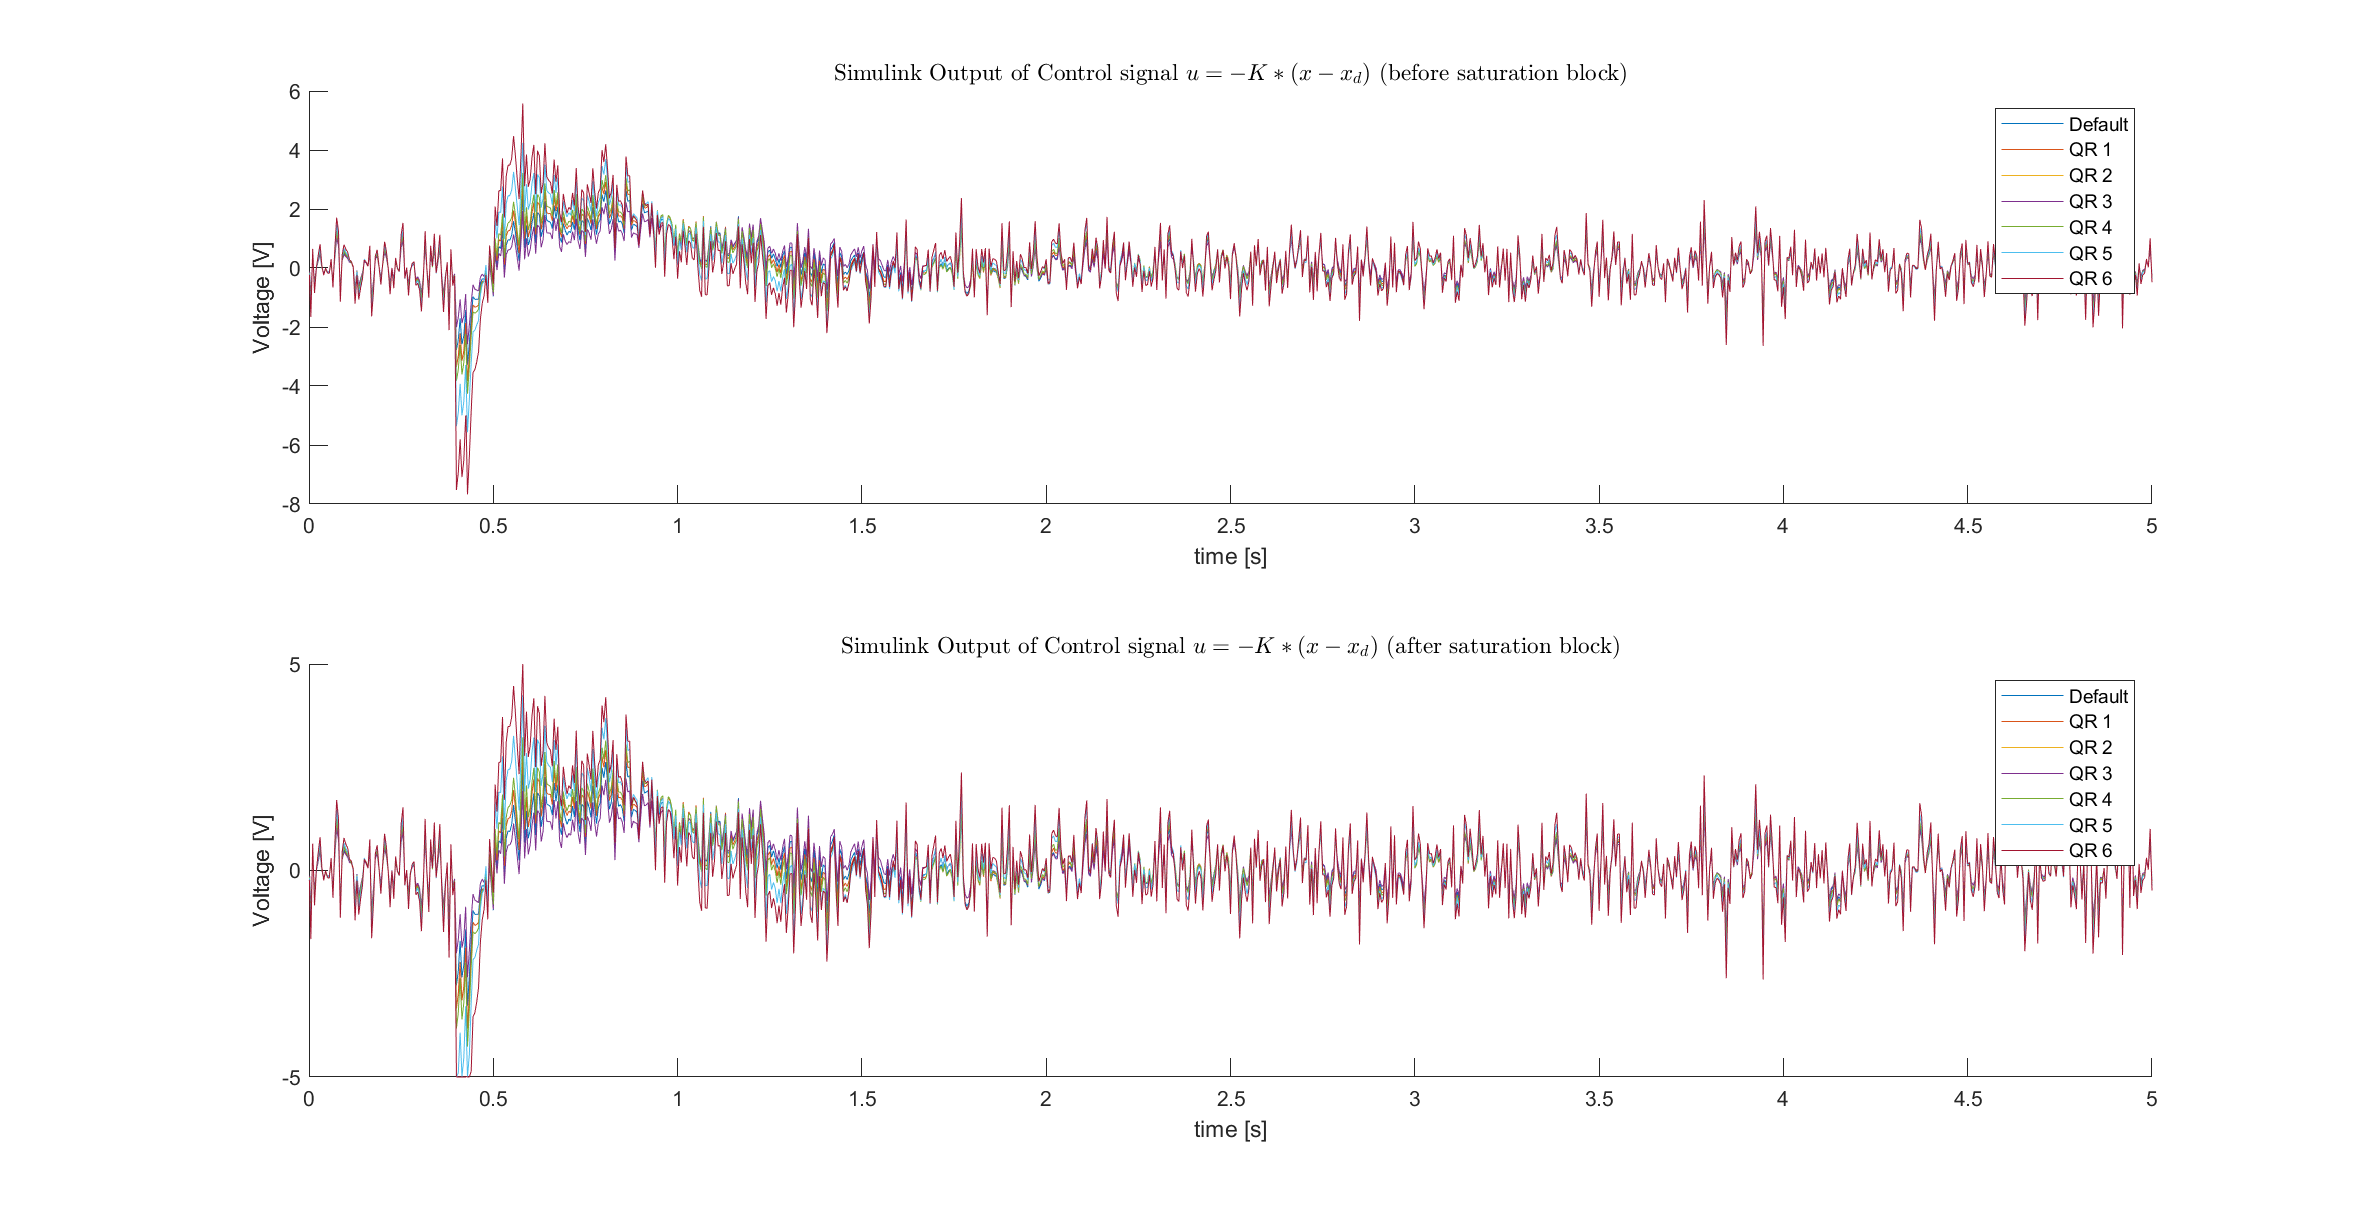 Simulink Output of Control signal u = −K ∗ (x − x_d) (before saturation block)
6
4
2
0
-2
-4
-6
-8
Voltage [V]
Default
QR 1
QR 2
QR 3
QR 4
QR 5
QR 6
0 0.5 1 1.5 2 2.5 3 3.5 4 4.5 5
time [s]
Simulink Output of Control signal u = −K ∗ (x − x_d) (after saturation block)
5
0
-5
Voltage [V]
Default
QR 1
QR 2
QR 3
QR 4
QR 5
QR 6
0 0.5 1 1.5 2 2.5 3 3.5 4 4.5 5
time [s]